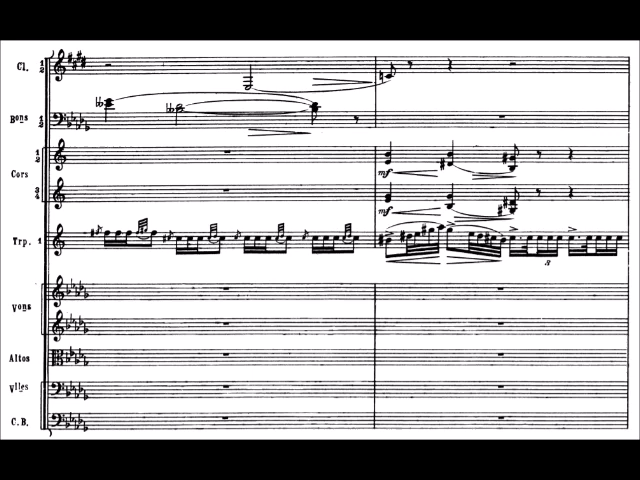 Cl. 1 2
Bons 1 2
1 2
Cors
3 4
mf
mf
Trp. 1
3
Vons
Altos
Vlles
C.B.